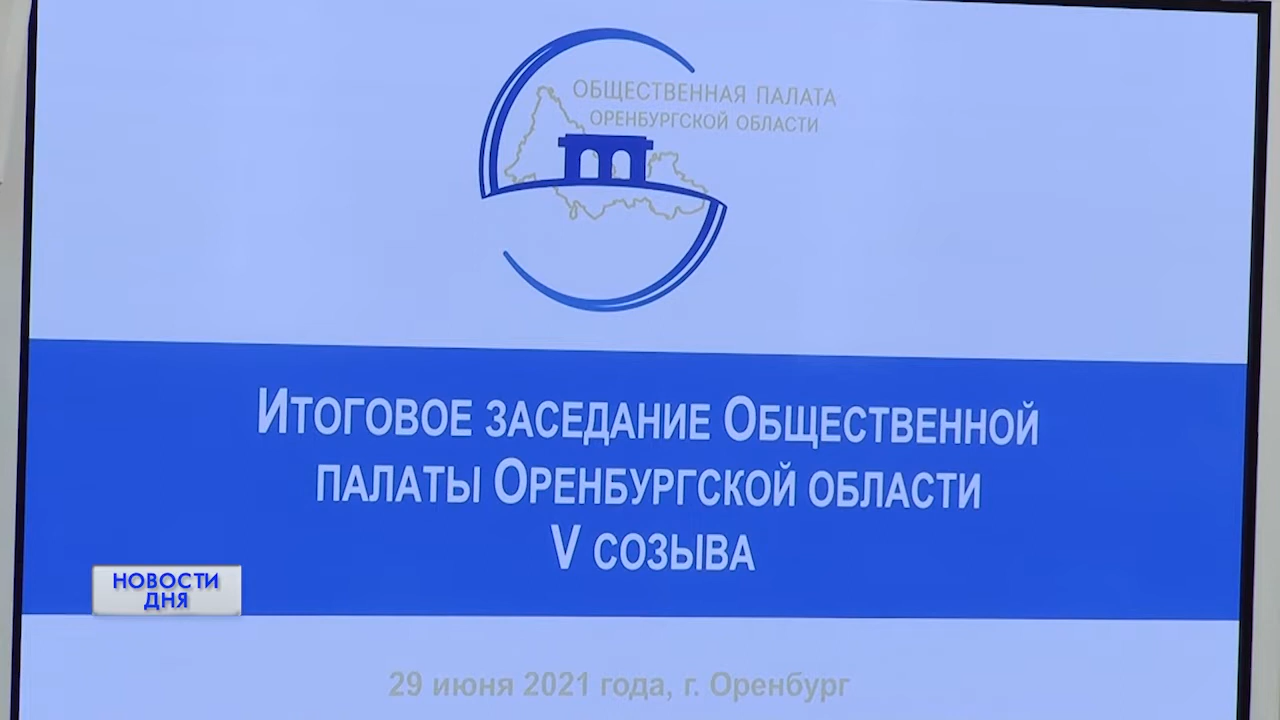 ОБЩЕСТВЕННАЯ ПАЛАТА
ОРЕНБУРГСКОЙ ОБЛАСТИ
ИТОГОВОЕ ЗАСЕДАНИЕ ОБЩЕСТВЕННОЙ
ПАЛАТЫ ОРЕНБУРГСКОЙ ОБЛАСТИ
V СОЗЫВА
НОВОСТИ
ДНЯ
29 июня 2021 года, г. Оренбург